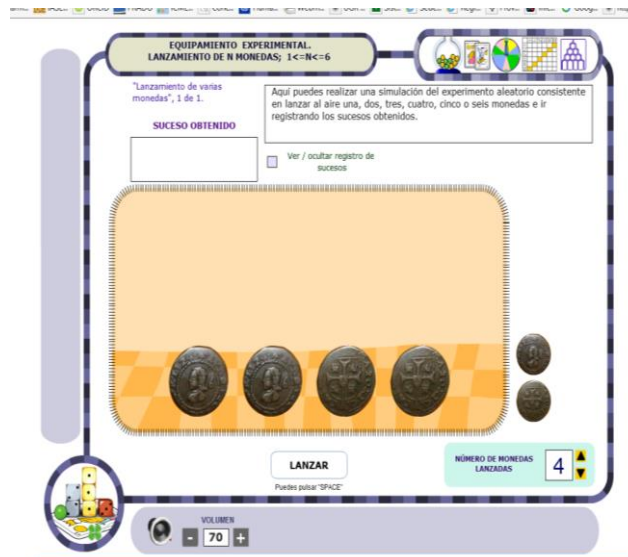 EQUIPAMIENTO EXPERIMENTAL.
LANZAMIENTO DE N MONEDAS; 1<=N<=6
"Lanzamiento de varias
monedas", 1 de 1.
SUCESO OBTENIDO
Aquí puedes realizar una simulación del experimento aleatorio consistente
en lanzar al aire una, dos, tres, cuatro, cinco o seis monedas e ir
registrando los sucesos obtenidos.
Ver / ocultar registro de
sucesos
LANZAR
Puedes pulsar "SPACE"
NÚMERO DE MONEDAS
LANZADAS
4
VOLUMEN
- 70 +